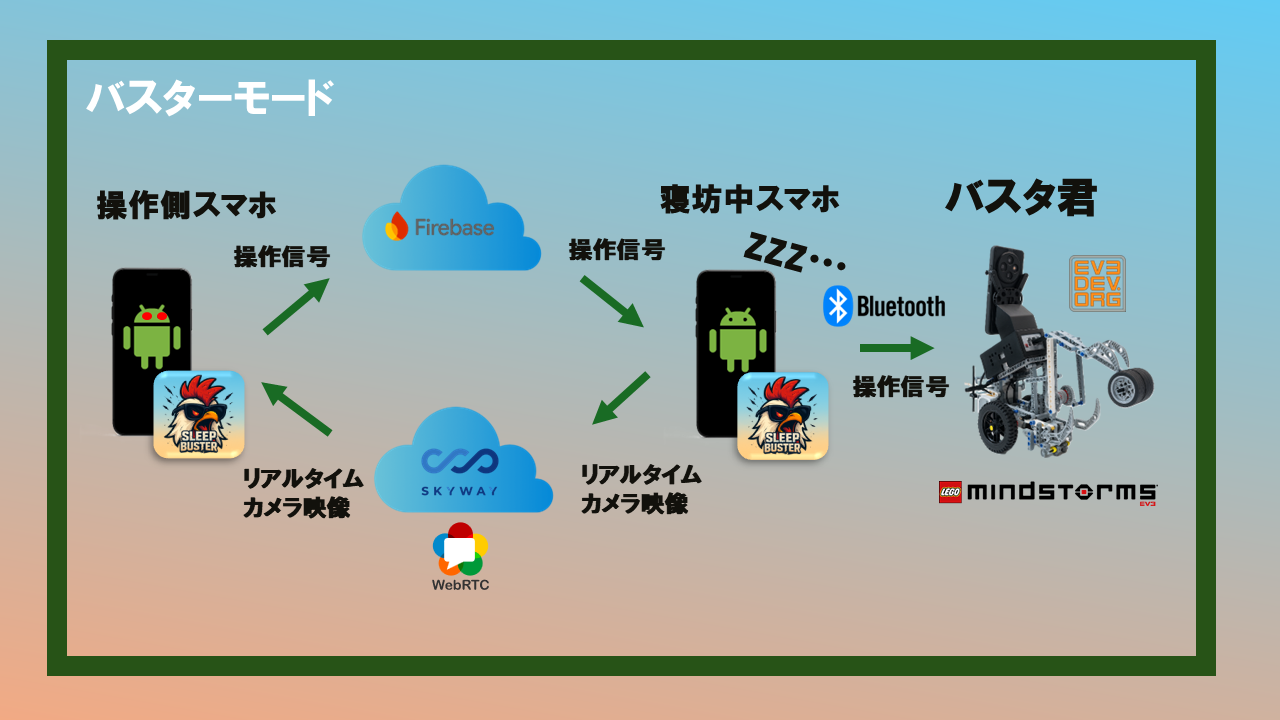 バスターモード
操作側スマホ
操作信号
Firebase
操作信号
寝坊中スマホ
ZZZ・・・
バスタ君
EV3
DEV.
ORG
Bluetooth
操作信号
SLEEP
BUSTER
SLEEP
BUSTER
リアルタイム
カメラ映像
SKYWAY
WebRTC
リアルタイム
カメラ映像
LEGO mindstorms
EV3